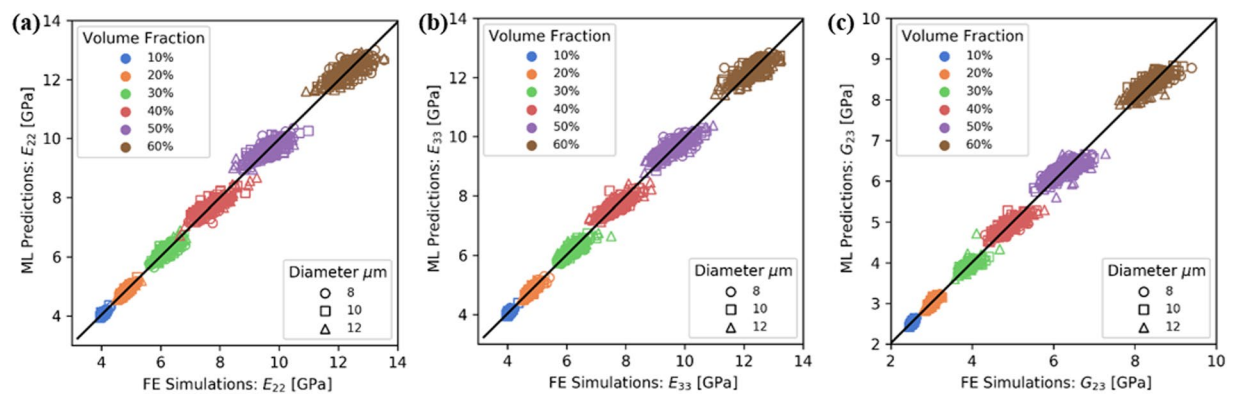 (a)
14
12
10
8
6
4
ML Predictions: E22 [GPa]
Volume Fraction
10%
20%
30%
40%
50%
60%
Diameter μm
8
10
12
4 6 8 10 12 14
FE Simulations: E22 [GPa]
(b)
14
12
10
8
6
4
ML Predictions: E33 [GPa]
Volume Fraction
10%
20%
30%
40%
50%
60%
Diameter μm
8
10
12
4 6 8 10 12 14
FE Simulations: E33 [GPa]
(c)
10
9
8
7
6
5
4
3
2
ML Predictions: G23 [GPa]
Volume Fraction
10%
20%
30%
40%
50%
60%
Diameter μm
8
10
12
2 4 6 8 10
FE Simulations: G23 [GPa]